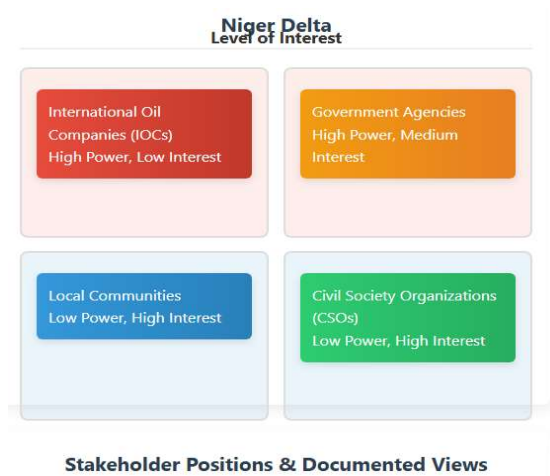 Niger Delta
Level of Interest
International Oil
Companies (IOCs)
High Power, Low Interest
Government Agencies
High Power, Medium
Interest
Local Communities
Low Power, High Interest
Civil Society Organizations
(CSOs)
Low Power, High Interest
Stakeholder Positions & Documented Views